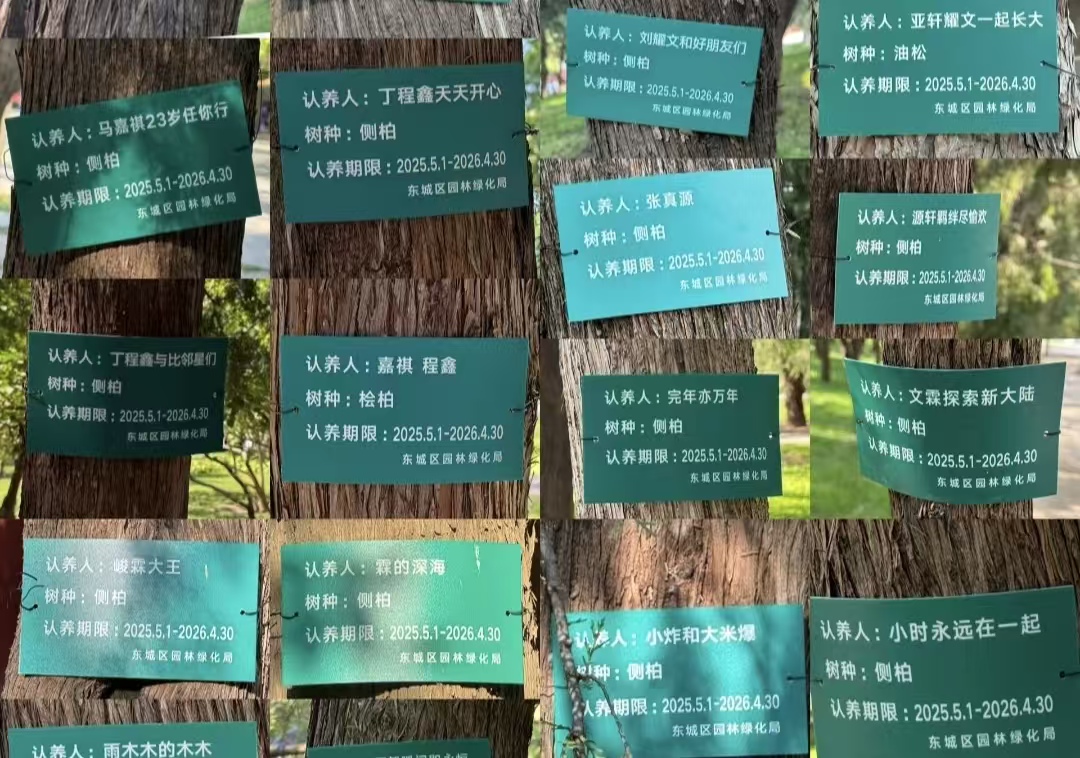 认养人：刘耀文和好朋友们
树种：侧柏
认养期限：2025.5.1-2026.4.30
东城区园林绿化局
认养人：亚轩耀文一起长大
树种：油松
认养期限：2025.5.1-2026.4.30
东城区园林绿化局
认养人：马嘉祺23岁任你行
树种：侧柏
认养期限：2025.5.1-2026.4.30
东城区园林绿化局
认养人：丁程鑫天天开心
树种：侧柏
认养期限：2025.5.1-2026.4.30
东城区园林绿化局
认养人：张真源
树种：侧柏
认养期限：2025.5.1-2026.4.30
东城区园林绿化局
认养人：源轩羁绊尽愉欢
树种：侧柏
认养期限：2025.5.1-2026.4.30
东城区园林绿化局
认养人：丁程鑫与比邻星们
树种：侧柏
认养期限：2025.5.1-2026.4.30
东城区园林绿化局
认养人：嘉祺 程鑫
树种：桧柏
认养期限：2025.5.1-2026.4.30
东城区园林绿化局
认养人：完年亦万年
树种：侧柏
认养期限：2025.5.1-2026.4.30
东城区园林绿化局
认养人：文霖探索新大陆
树种：侧柏
认养期限：2025.5.1-2026.4.30
东城区园林绿化局
认养人：峻霖大王
树种：侧柏
认养期限：2025.5.1-2026.4.30
东城区园林绿化局
认养人：霖的深海
树种：侧柏
认养期限：2025.5.1-2026.4.30
东城区园林绿化局
认养人：小炸和大米爆
树种：侧柏
认养期限：2025.5.1-2026.4.30
东城区园林绿化局
认养人：小时永远在一起
树种：侧柏
认养期限：2025.5.1-2026.4.30
东城区园林绿化局
认养人：雨木木的木木